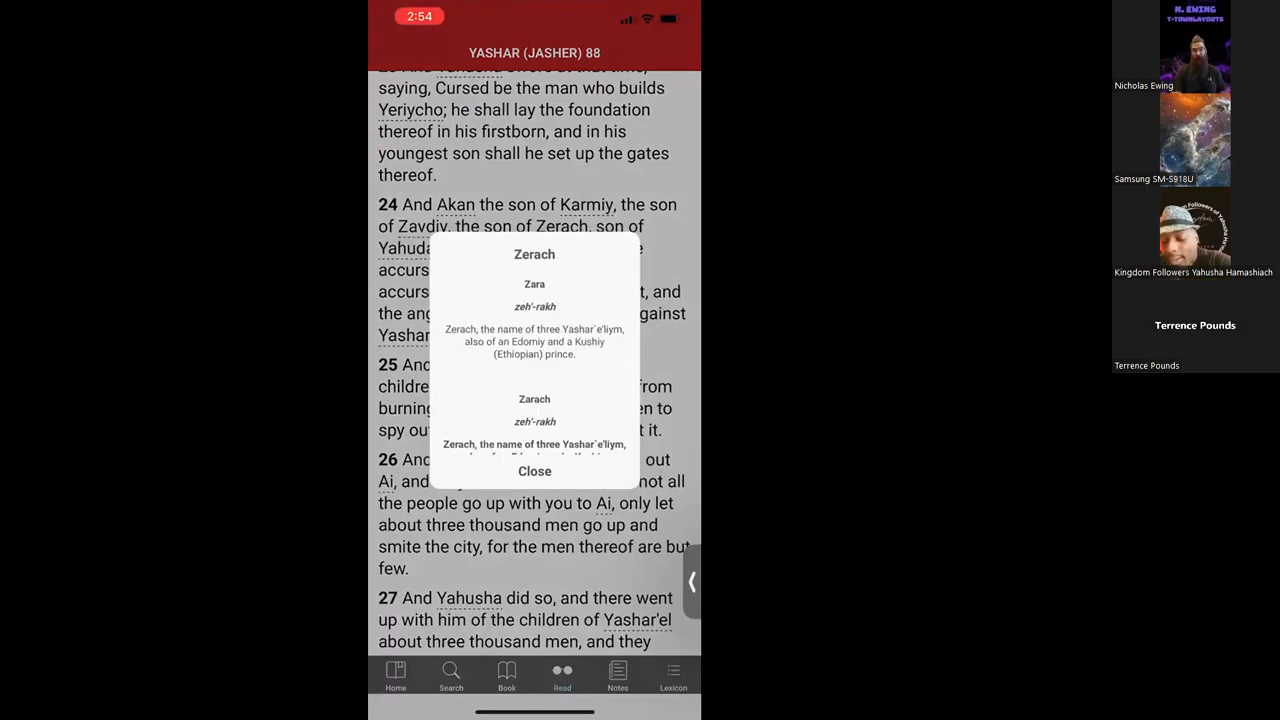 2:54
YASHAR (JASHER) 88
saying, Cursed be the man who builds
Yeriycho; he shall lay the foundation
thereof in his firstborn, and in his
youngest son shall he set up the gates
thereof.
24 And Akan the son of Karmiy, the son
of Zavdiy, the son of Zerach, son of
Yahuda
accurs
accurs t, and
the ang gainst
Yashar
25 And
children from
burning en to
spy ou it.
26 And out
Ai, and not all
the people go up with you to Ai, only let
about three thousand men go up and
smite the city, for the men thereof are but
few.
27 And Yahusha did so, and there went
up with him of the children of Yashar'el
about three thousand men, and they
Zerach
Zara
zeh'-rakh
Zerach, the name of three Yashar`e'liym,
also of an Edomiy and a Kushiy
(Ethiopian) prince.
Zarach
zeh'-rakh
Zerach, the name of three Yashar`e'liym,
Close
Home Search Book Read Notes Lexicon
N. EWING
T-TOWNLAYOUTS
Nicholas Ewing
Samsung SM-S918U
Kingdom Followers Yahusha Hamashiach
Terrence Pounds
Terrence Pounds